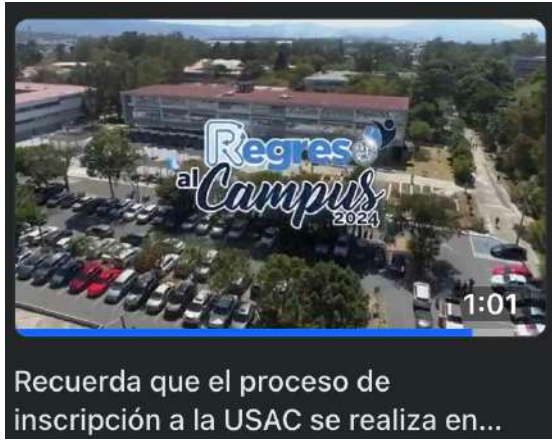 Regreso
al Campus
2024
1:01
Recuerda que el proceso de
inscripción a la USAC se realiza en...